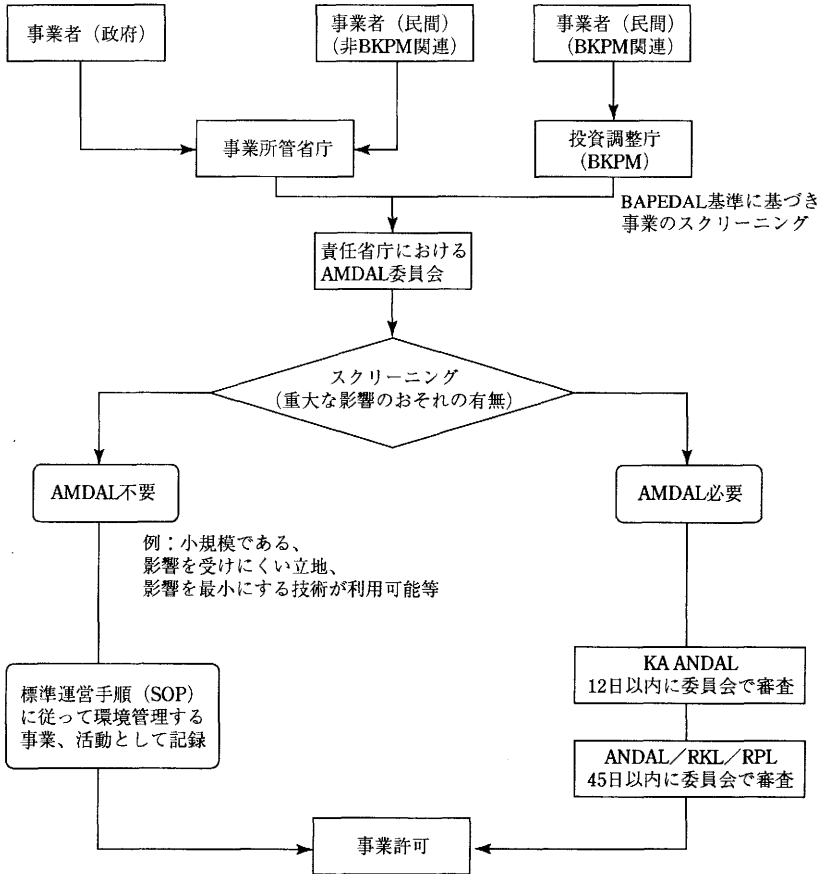 事業者（政府）
事業者（民間）
（非BKPM関連）
事業者（民間）
（BKPM関連）
事業所管省庁
投資調整庁
（BKPM）
BAPEDAL基準に基づき
事業のスクリーニング
責任省庁における
AMDAL委員会
スクリーニング
（重大な影響のおそれの有無）
AMDAL不要
AMDAL必要
例：小規模である、
影響を受けにくい立地、
影響を最小にする技術が利用可能等
標準運営手順（SOP）
に従って環境管理する
事業、活動として記録
KA ANDAL
12日以内に委員会で審査
ANDAL／RKL／RPL
45日以内に委員会で審査
事業許可